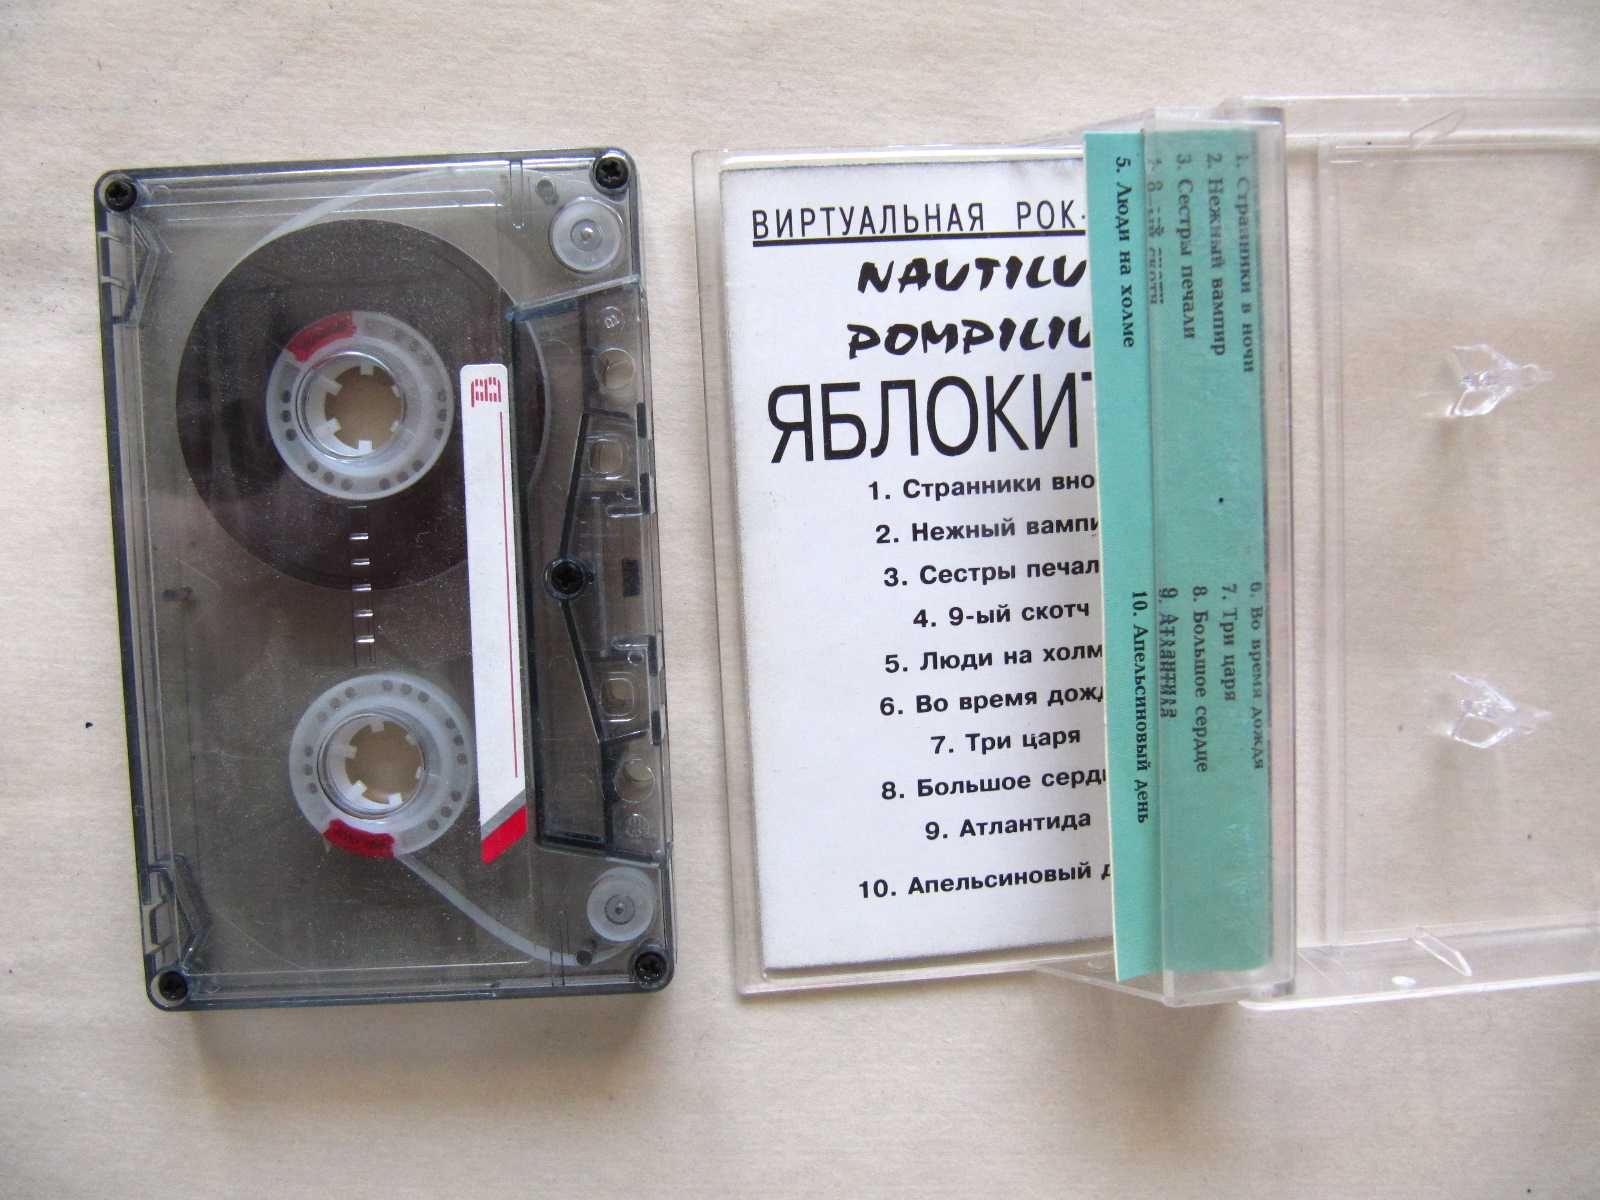 ВИРТУАЛЬНАЯ РОК-
NAUTILU
POMPILIU
ЯБЛОКИТ
1. Странники вно
2. Нежный вампи
3. Сестры печал
4. 9-ый скотч
5. Люди на холм
6. Во время дожд
7. Три царя
8. Большое серд
9. Атлантида
10. Апельсиновый д
1. Странники в ночи
2. Нежный вампир
3. Сестры печали
5. Люди на холме
6. Во время дождя
7. Три царя
8. Большое сердце
9. Атлантида
10. Апельсиновый день